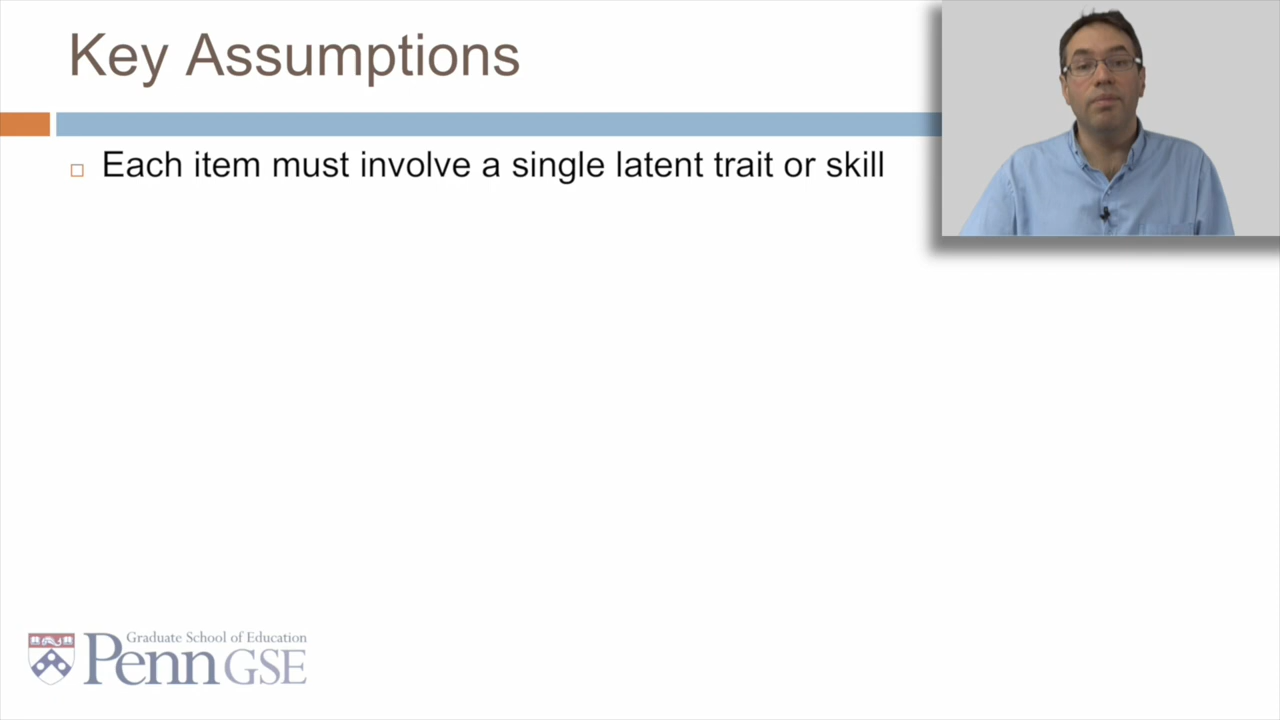 Key Assumptions
Each item must involve a single latent trait or skill
Graduate School of Education
Penn GSE